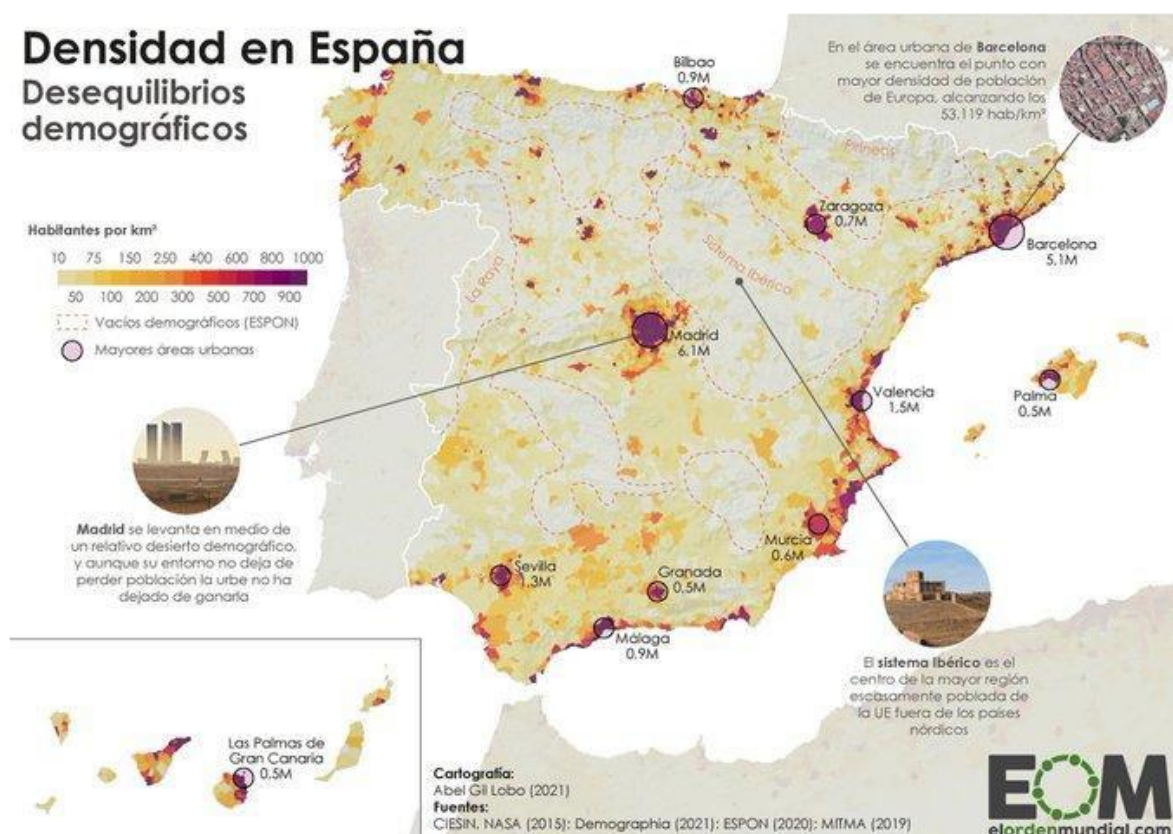 Densidad en España
Desequilibrios
demográficos
Habitantes por km²
10 75 150 250 400 600 800 1000
50 100 200 300 500 700 900
Vacíos demográficos (ESPON)
Mayores áreas urbanas
En el área urbana de Barcelona
se encuentra el punto con
mayor densidad de población
de Europa, alcanzando los
53.119 hab/km²
Bilbao
0.9M
Pirineos
Zaragoza
0.7M
Barcelona
5.1M
La Raya
Sistema Ibérico
Madrid
6.1M
Valencia
1.5M
Palma
0.5M
Murcia
0.6M
Sevilla
1.3M
Granada
0.5M
Málaga
0.9M
Madrid se levanta en medio de
un relativo desierto demográfico,
y aunque su entorno no deja de
perder población la urbe no ha
dejado de ganarla
El sistema Ibérico es el
centro de la mayor región
escasamente poblada de
la UE fuera de los países
nórdicos
Las Palmas de
Gran Canaria
0.5M
Cartografía:
Abel Gil Lobo (2021)
Fuentes:
CIESIN, NASA (2015); Demographia (2021); ESPON (2020); MITMA (2019)
EOM
elordenmundial.com